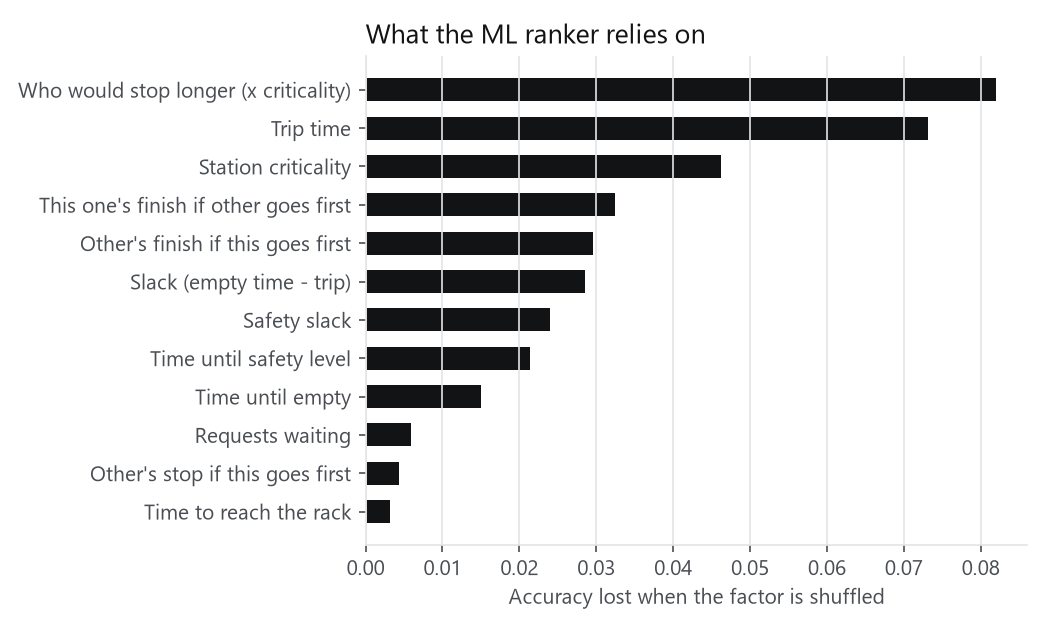 What the ML ranker relies on
Who would stop longer (x criticality)
Trip time
Station criticality
This one's finish if other goes first
Other's finish if this goes first
Slack (empty time - trip)
Safety slack
Time until safety level
Time until empty
Requests waiting
Other's stop if this goes first
Time to reach the rack
0.00 0.01 0.02 0.03 0.04 0.05 0.06 0.07 0.08
Accuracy lost when the factor is shuffled